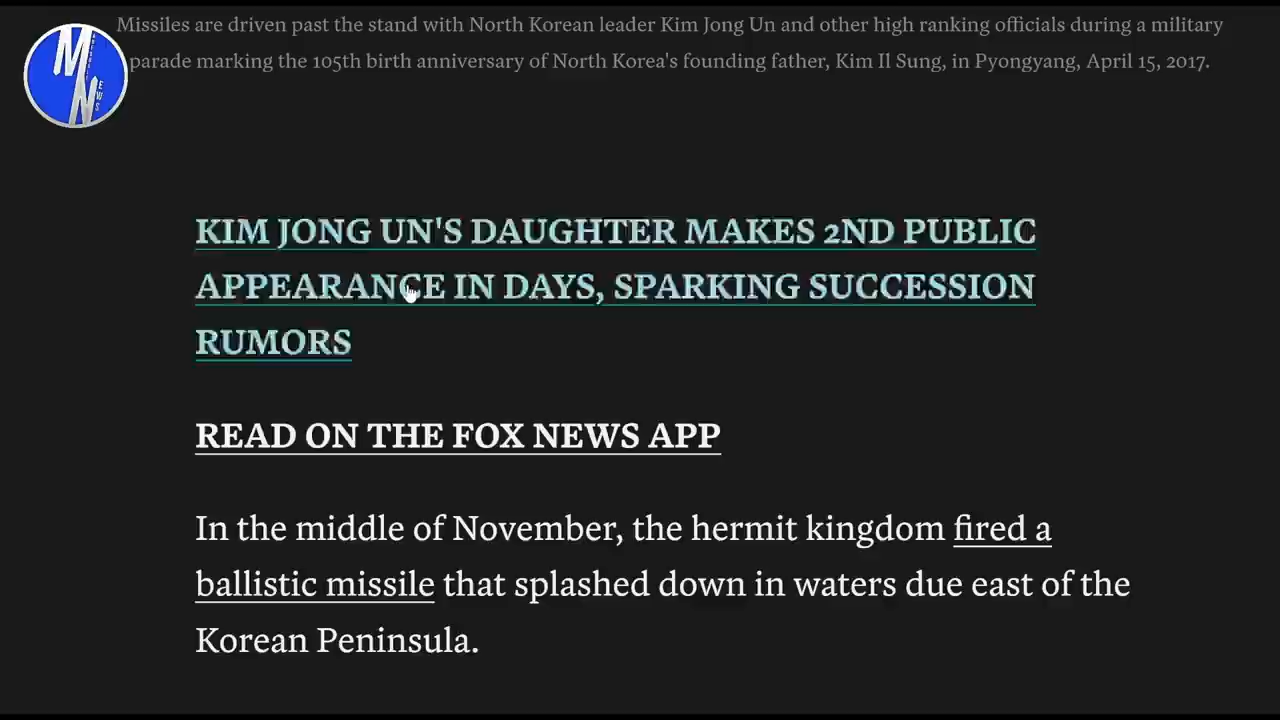 Missiles are driven past the stand with North Korean leader Kim Jong Un and other high ranking officials during a military
parade marking the 105th birth anniversary of North Korea's founding father, Kim Il Sung, in Pyongyang, April 15, 2017.
MN
KIM JONG UN'S DAUGHTER MAKES 2ND PUBLIC
APPEARANCE IN DAYS, SPARKING SUCCESSION
RUMORS
READ ON THE FOX NEWS APP
In the middle of November, the hermit kingdom fired a
ballistic missile that splashed down in waters due east of the
Korean Peninsula.